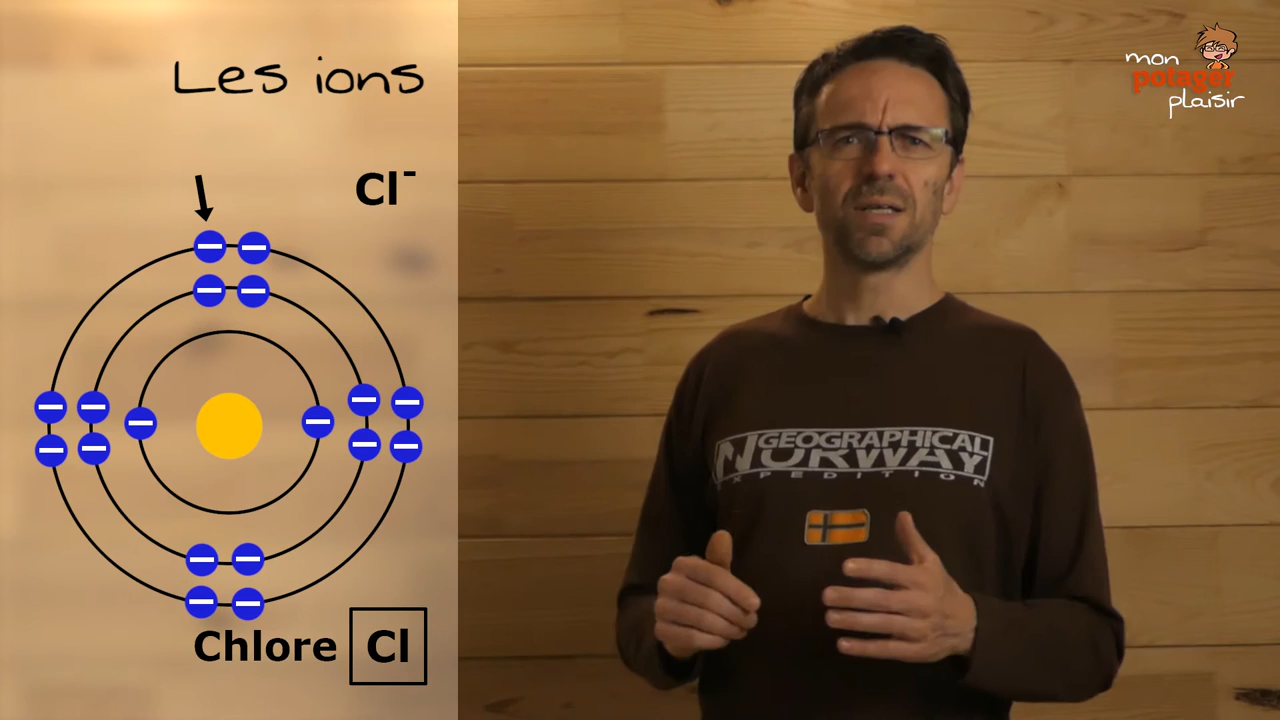 Les ions
Cl⁻
Chlore Cl
mon
potager
plaisir
GEOGRAPHICAL
NORWAY
EXPEDITION